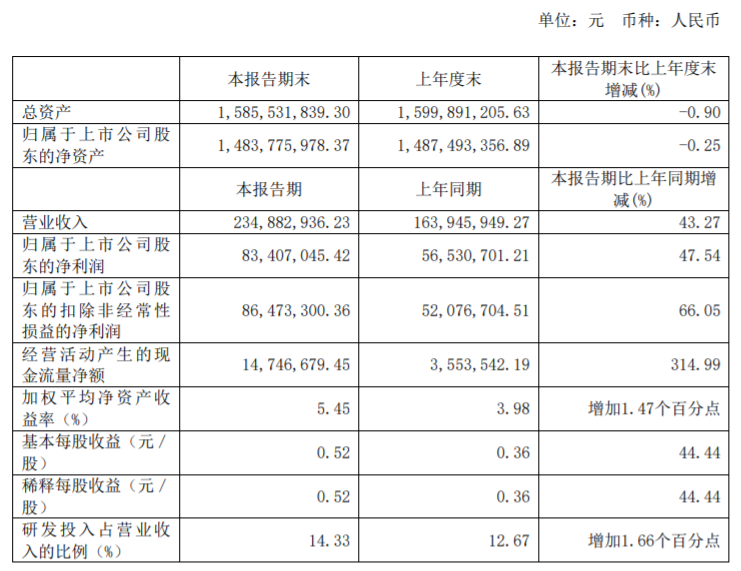 单位：元 币种：人民币
本报告期末 上年度末 本报告期末比上年度末
增减(%)
总资产 1,585,531,839.30 1,599,891,205.63 -0.90
归属于上市公司股
东的净资产 1,483,775,978.37 1,487,493,356.89 -0.25
本报告期 上年同期 本报告期比上年同期增
减(%)
营业收入 234,882,936.23 163,945,949.27 43.27
归属于上市公司股
东的净利润 83,407,045.42 56,530,701.21 47.54
归属于上市公司股
东的扣除非经常性 86,473,300.36 52,076,704.51 66.05
损益的净利润
经营活动产生的现
金流量净额 14,746,679.45 3,553,542.19 314.99
加权平均净资产收
益率（%） 5.45 3.98 增加1.47个百分点
基本每股收益（元／
股） 0.52 0.36 44.44
稀释每股收益（元／
股） 0.52 0.36 44.44
研发投入占营业收
入的比例（%） 14.33 12.67 增加1.66个百分点